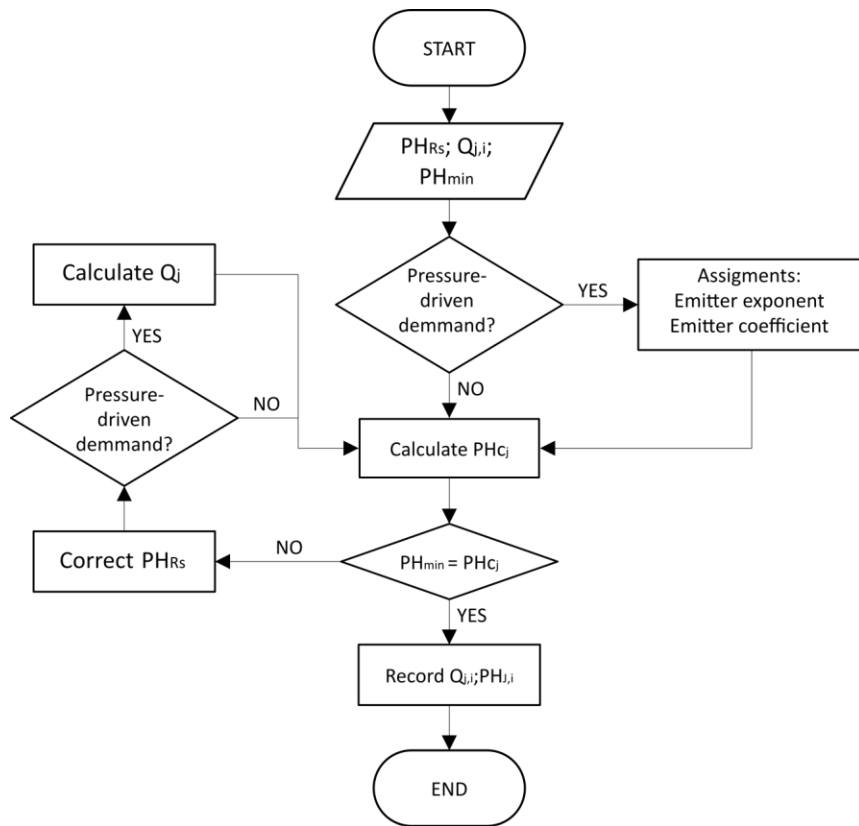 START
PHRs; Qj,i;
PHmin
Pressure-
driven
demmand?
YES
Assigments:
Emitter exponent
Emitter coefficient
NO
Calculate PHcj
PHmin = PHcj
NO
Correct PHRs
Pressure-
driven
demmand?
YES
Calculate Qj
NO
YES
Record Qj,i;PHJ,i
END